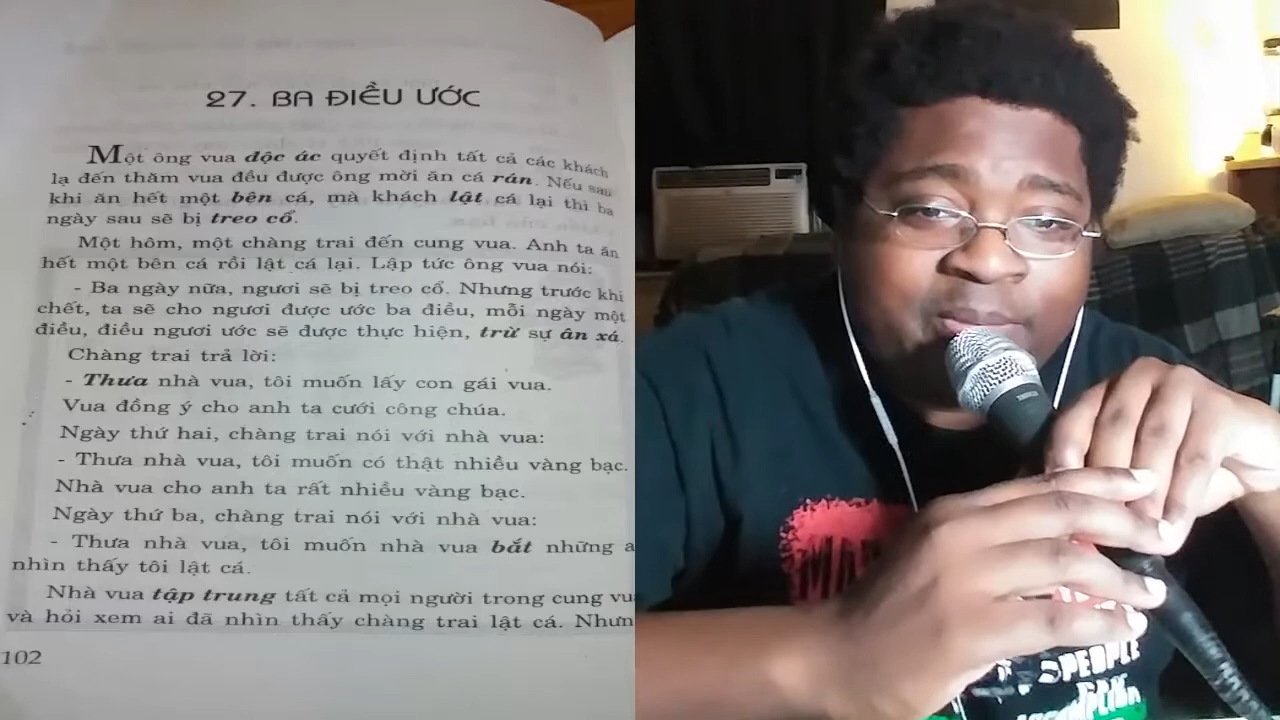 27. BA ĐIỀU ƯỚC
Một ông vua độc ác quyết định tất cả các khách
lạ đến thăm vua đều được ông mời ăn cá rán. Nếu sau
khi ăn hết một bên cá, mà khách lật cá lại thì ba
ngày sau sẽ bị treo cổ.
Một hôm, một chàng trai đến cung vua. Anh ta ăn
hết một bên cá rồi lật cá lại. Lập tức ông vua nói:
- Ba ngày nữa, ngươi sẽ bị treo cổ. Nhưng trước khi
chết, ta sẽ cho ngươi được ước ba điều, mỗi ngày một
điều, điều ngươi ước sẽ được thực hiện, trừ sự ân xá.
Chàng trai trả lời:
- Thưa nhà vua, tôi muốn lấy con gái vua.
Vua đồng ý cho anh ta cưới công chúa.
Ngày thứ hai, chàng trai nói với nhà vua:
- Thưa nhà vua, tôi muốn có thật nhiều vàng bạc.
Nhà vua cho anh ta rất nhiều vàng bạc.
Ngày thứ ba, chàng trai nói với nhà vua:
- Thưa nhà vua, tôi muốn nhà vua bắt những a
nhìn thấy tôi lật cá.
Nhà vua tập trung tất cả mọi người trong cung vu
và hỏi xem ai đã nhìn thấy chàng trai lật cá. Nhưn
102
PEOPLE